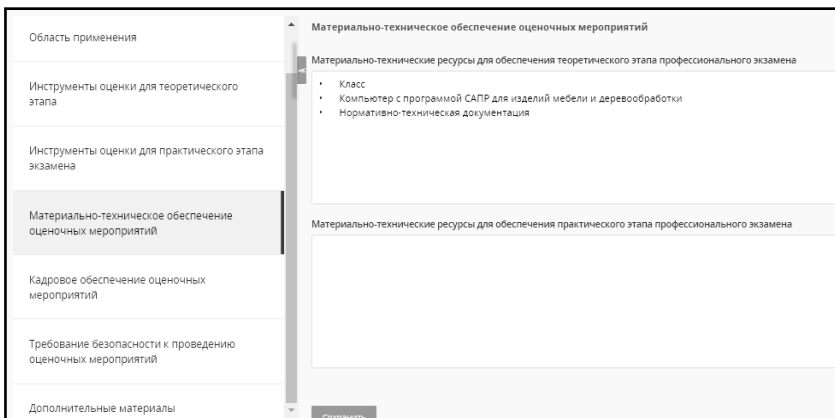 Область применения
Инструменты оценки для теоретического
этапа
Инструменты оценки для практического этапа
экзамена
Материально-техническое обеспечение
оценочных мероприятий
Кадровое обеспечение оценочных
мероприятий
Требование безопасности к проведению
оценочных мероприятий
Дополнительные материалы
Материально-техническое обеспечение оценочных мероприятий
Материально-технические ресурсы для обеспечения теоретического этапа профессионального экзамена
• Класс
• Компьютер с программой САПР для изделий мебели и деревообработки
• Нормативно-техническая документация
Материально-технические ресурсы для обеспечения практического этапа профессионального экзамена
Сохранить